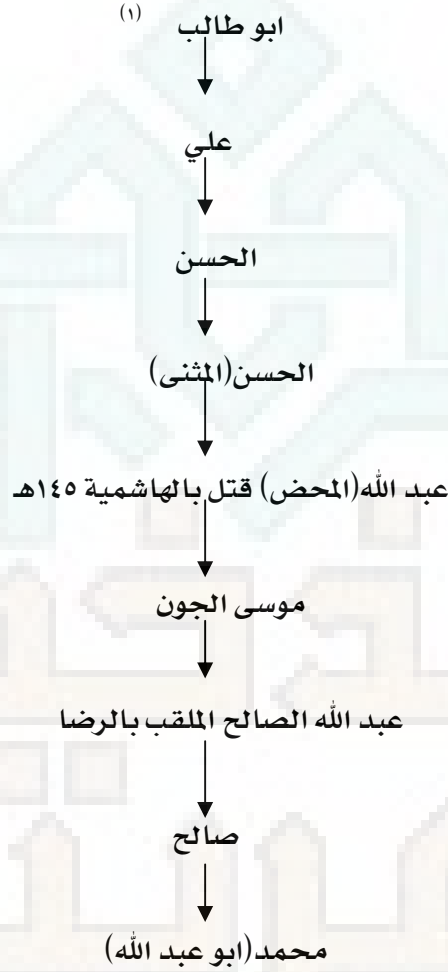 ابو طالب (١)
علي
الحسن
الحسن(المثنى)
عبد الله(المحض) قتل بالهاشمية ١٤٥هـ
موسى الجون
عبد الله الصالح الملقب بالرضا
صالح
محمد(ابو عبد الله)